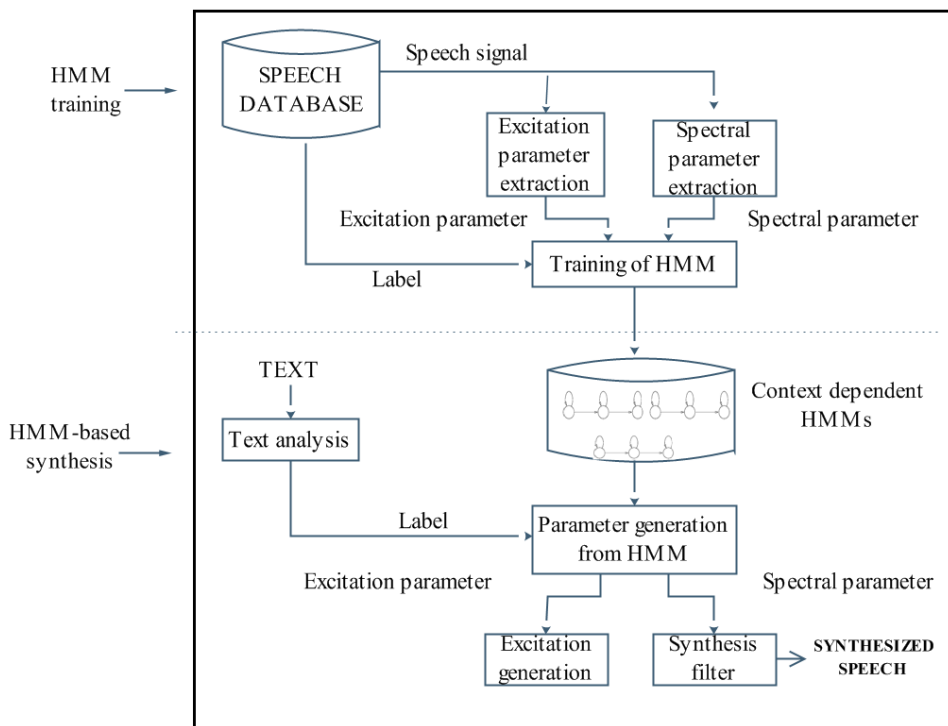 HMM
training
SPEECH
DATABASE
Speech signal
Excitation
parameter
extraction
Spectral
parameter
extraction
Excitation parameter
Spectral parameter
Training of HMM
Label
TEXT
Context dependent
HMMs
HMM-based
synthesis
Text analysis
Label
Parameter generation
from HMM
Excitation parameter
Spectral parameter
Excitation
generation
Synthesis
filter
SYNTHESIZED
SPEECH